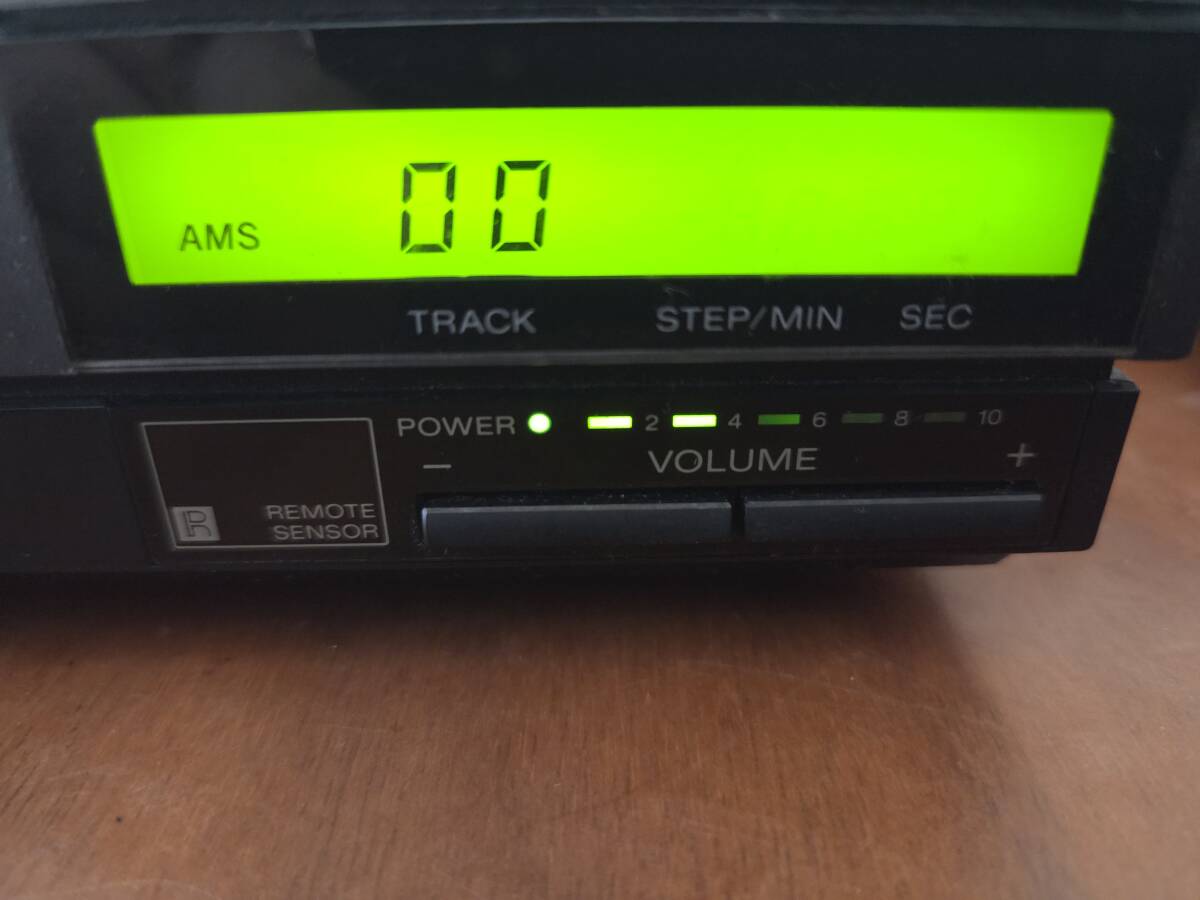 AMS 00
TRACK STEP/MIN SEC
POWER 2 4 6 8 10
− VOLUME +
R REMOTE
SENSOR